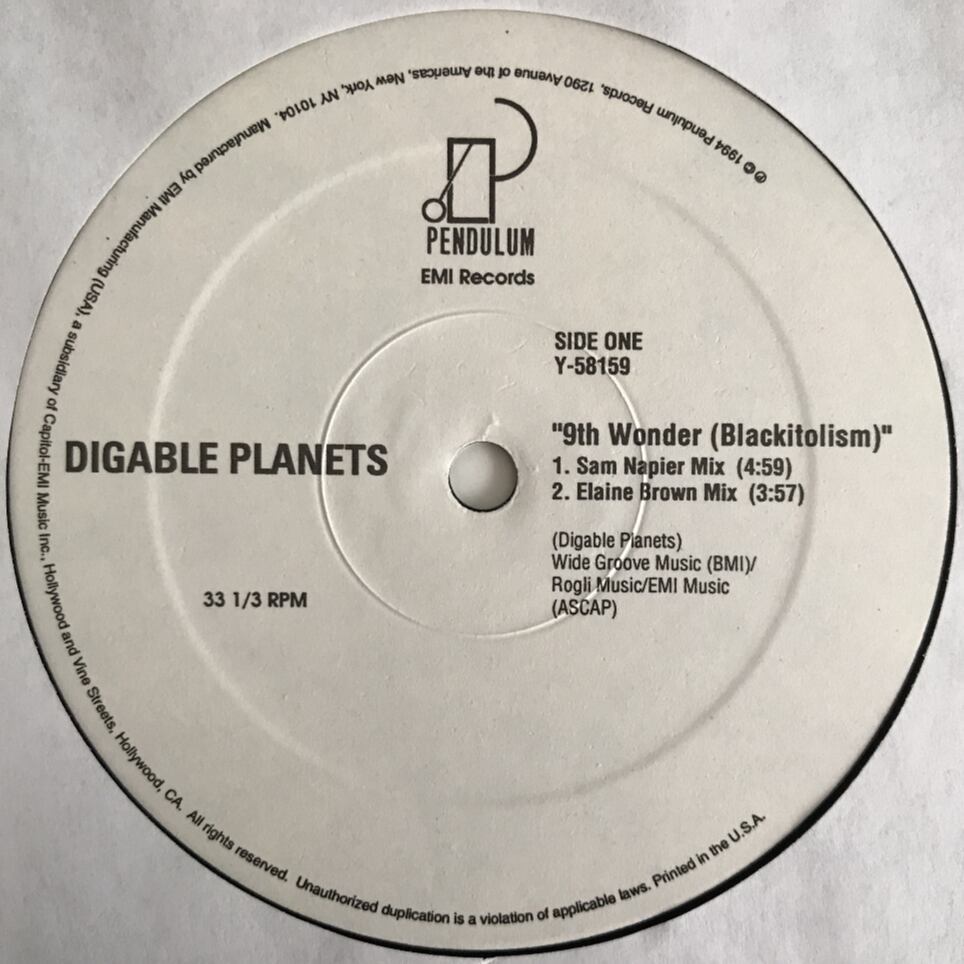 PENDULUM
EMI Records
SIDE ONE
Y-58159
DIGABLE PLANETS
"9th Wonder (Blackitolism)"
1. Sam Napier Mix (4:59)
2. Elaine Brown Mix (3:57)
(Digable Planets)
Wide Groove Music (BMI)/
Rogli Music/EMI Music
(ASCAP)
33 1/3 RPM
℗ © 1994 Pendulum Records, 1290 Avenue of the Americas, New York, NY 10104. Manufactured by EMI Manufacturing (USA), a subsidiary of Capitol-EMI Music Inc., Hollywood and Vine Streets, Hollywood, CA. All rights reserved. Unauthorized duplication is a violation of applicable laws. Printed in the U.S.A.